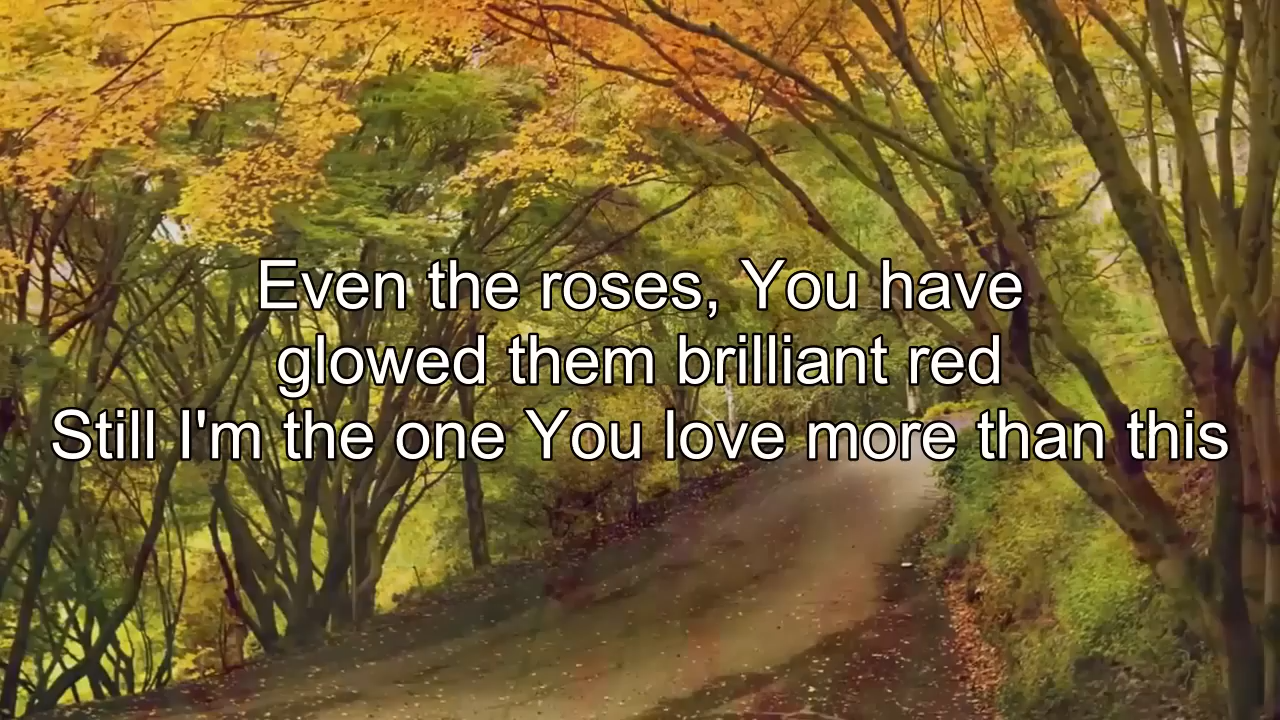 Even the roses, You have
glowed them brilliant red
Still I'm the one You love more than this